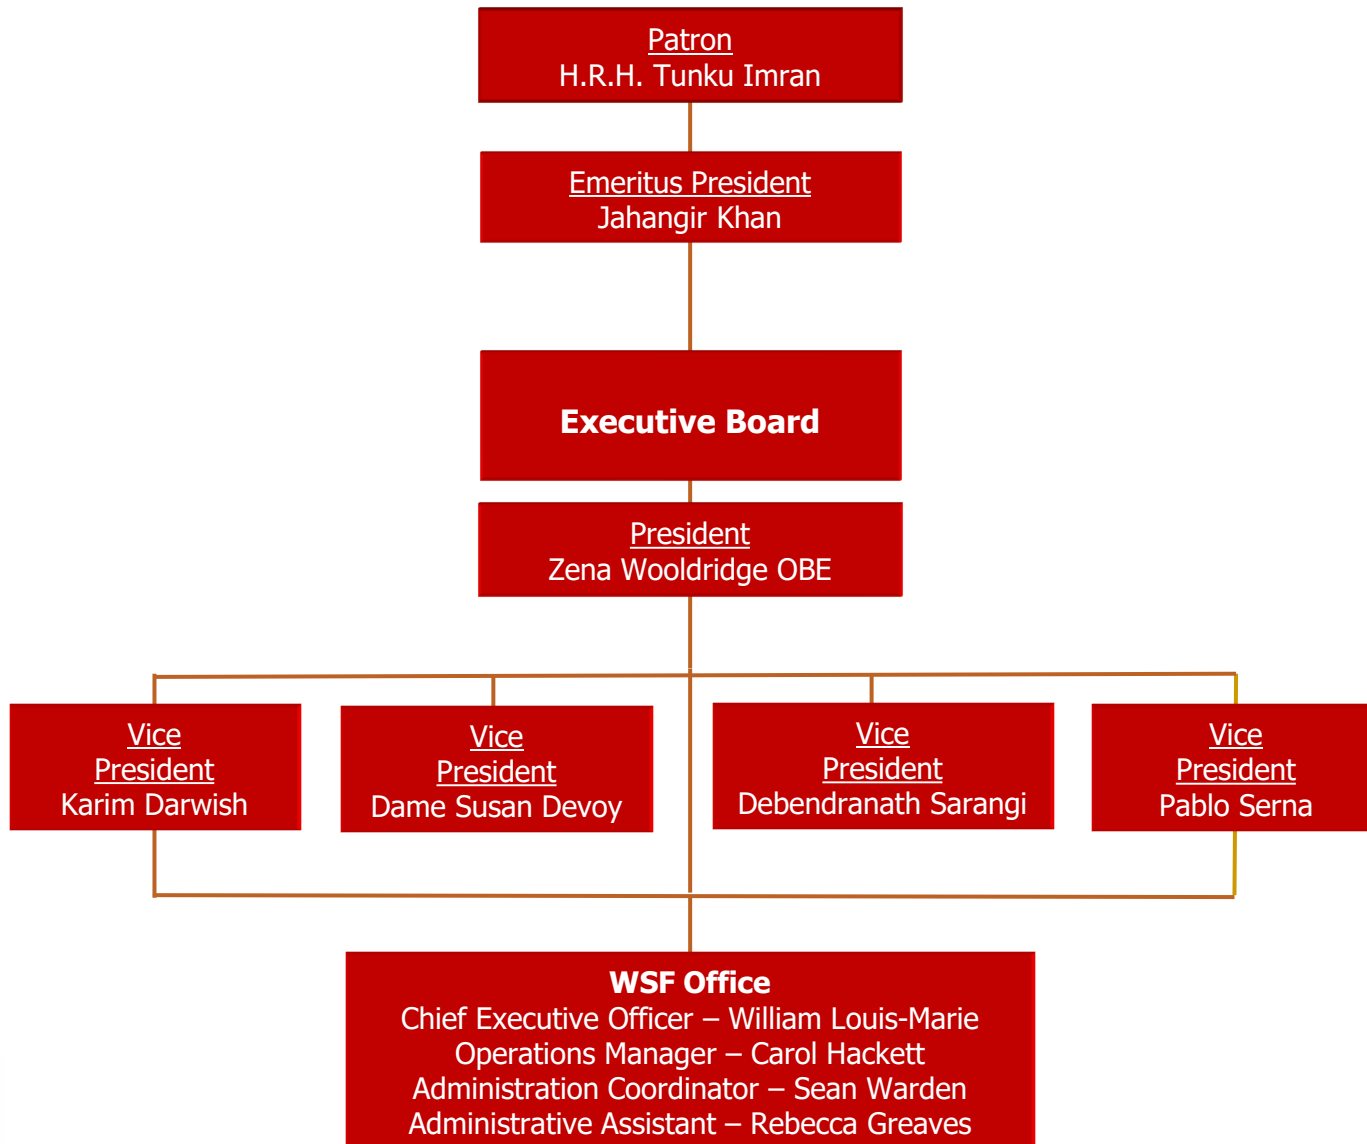 Patron
H.R.H. Tunku Imran
Emeritus President
Jahangir Khan
Executive Board
President
Zena Wooldridge OBE
Vice
President
Karim Darwish
Vice
President
Dame Susan Devoy
Vice
President
Debendranath Sarangi
Vice
President
Pablo Serna
WSF Office
Chief Executive Officer – William Louis-Marie
Operations Manager – Carol Hackett
Administration Coordinator – Sean Warden
Administrative Assistant – Rebecca Greaves